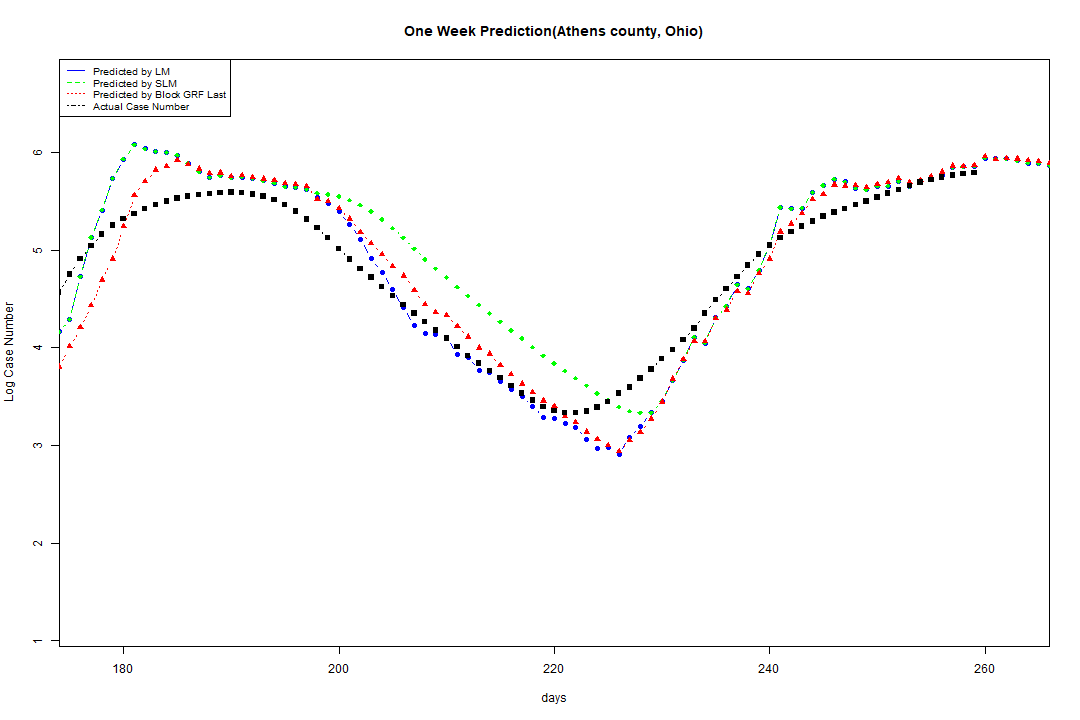 One Week Prediction(Athens county, Ohio)
Predicted by LM
Predicted by SLM
Predicted by Block GRF Last
Actual Case Number
Log Case Number
6
5
4
3
2
1
180 200 220 240 260
days